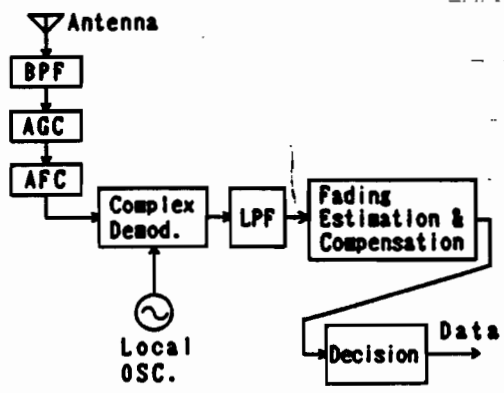 Antenna
BPF
AGC
AFC
Complex
Demod.
LPF
Fading
Estimation &
Compensation
Local
OSC.
Decision
Data